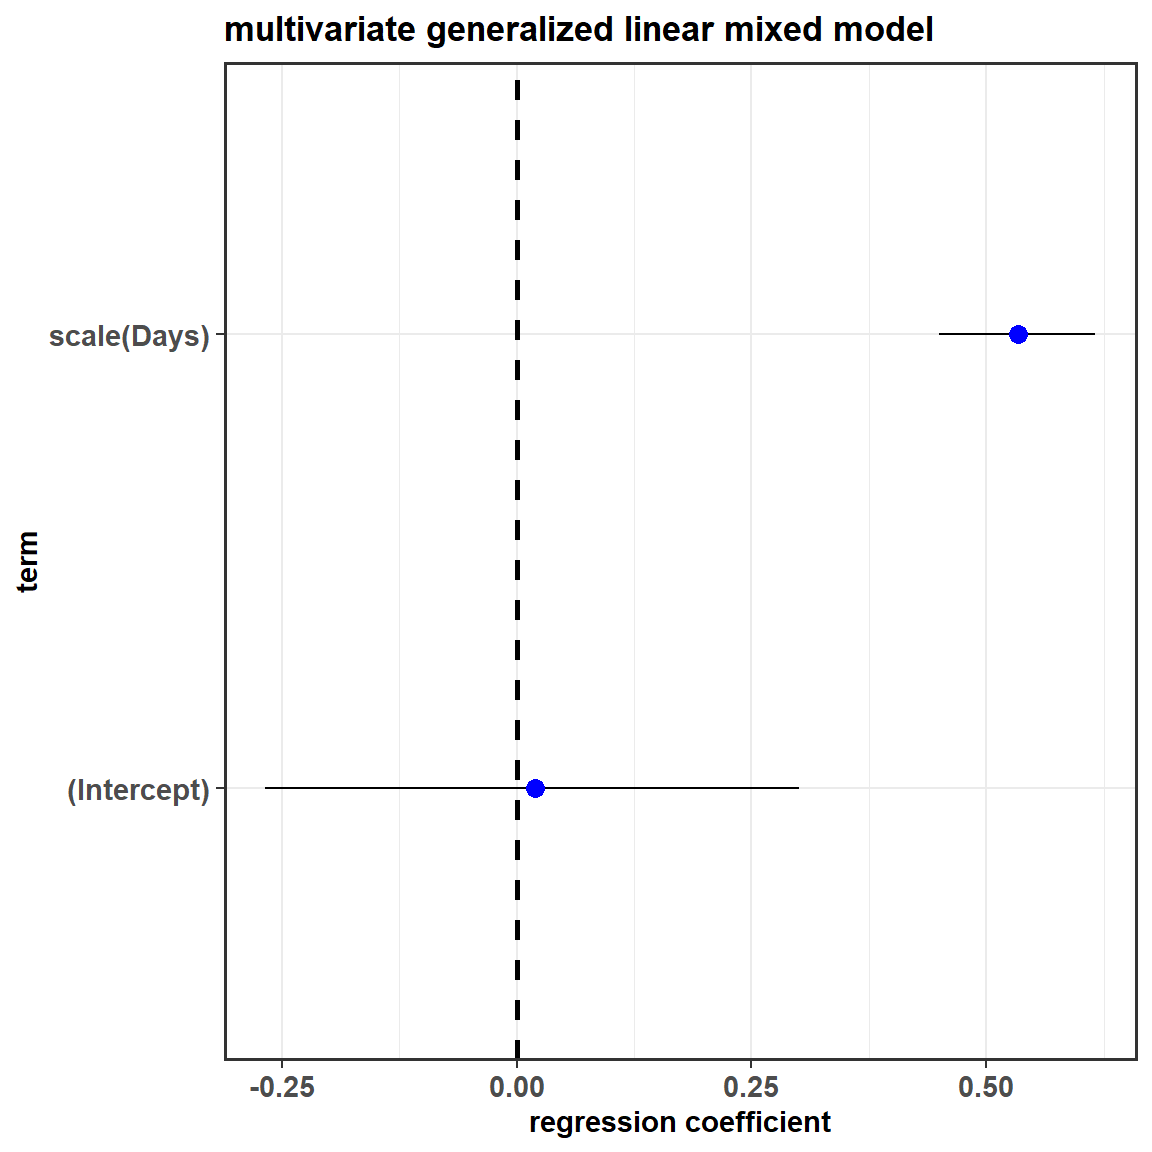 multivariate generalized linear mixed model
scale(Days)
(Intercept)
term
-0.25 0.00 0.25 0.50
regression coefficient